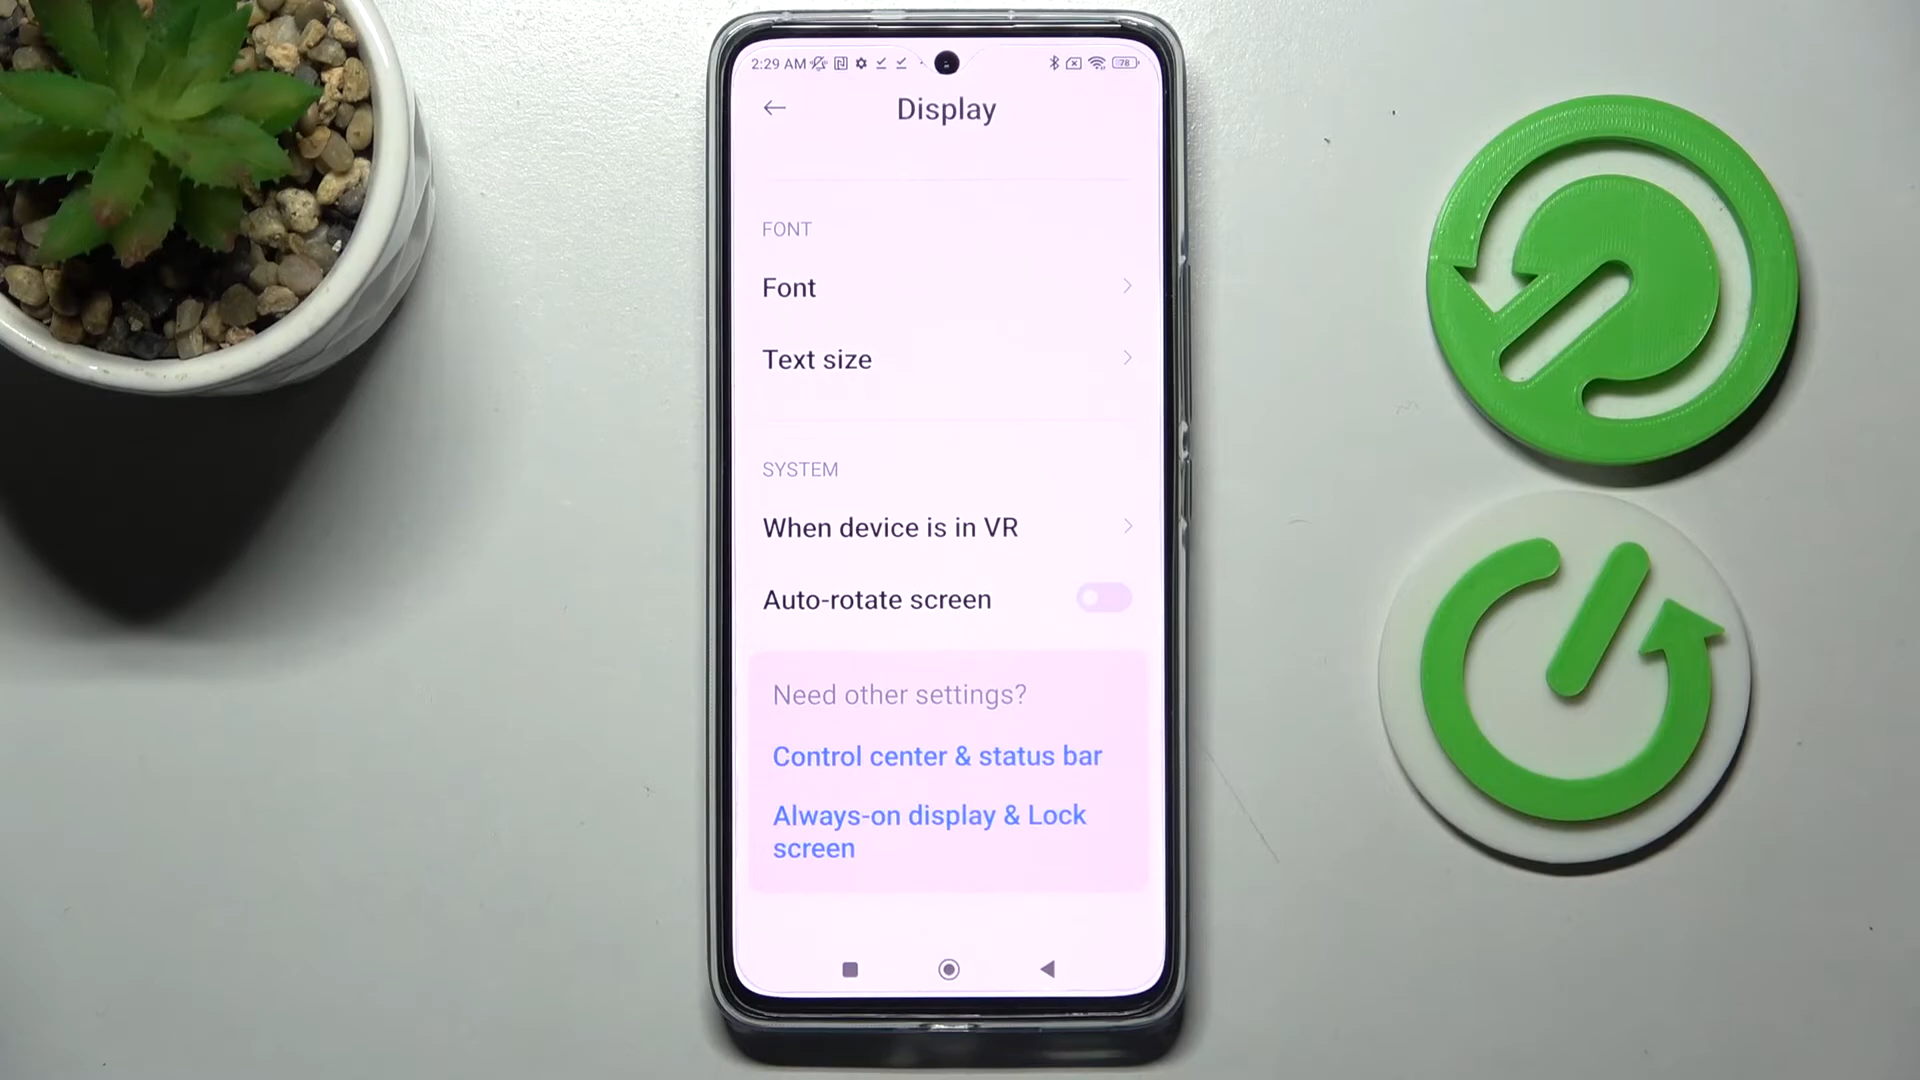 2:29 AM 78
Display
FONT
Font
Text size
SYSTEM
When device is in VR
Auto-rotate screen
Need other settings?
Control center & status bar
Always-on display & Lock
screen